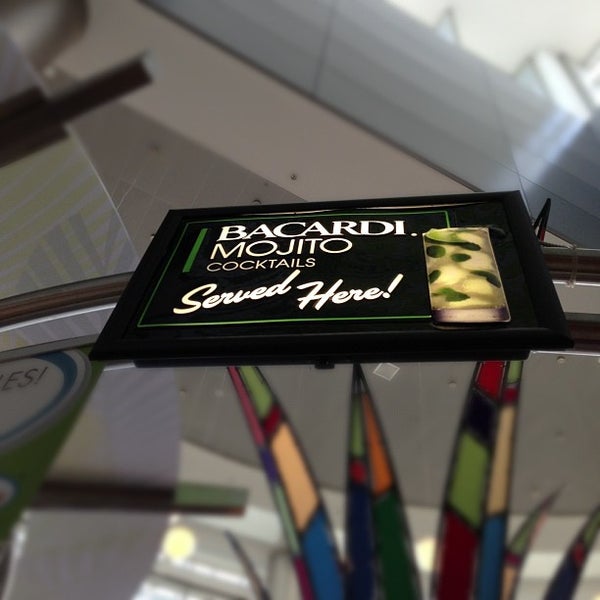 BACARDI.
MOJITO
COCKTAILS
Served Here!